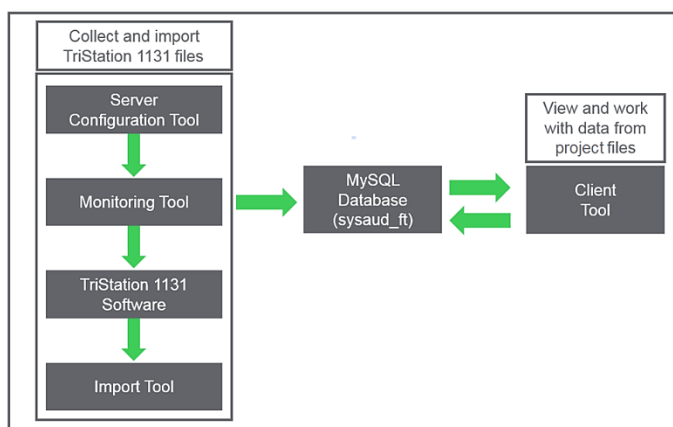 Collect and import
TriStation 1131 files
Server
Configuration Tool
Monitoring Tool
TriStation 1131
Software
Import Tool
MySQL
Database
(sysaud_ft)
View and work
with data from
project files
Client
Tool